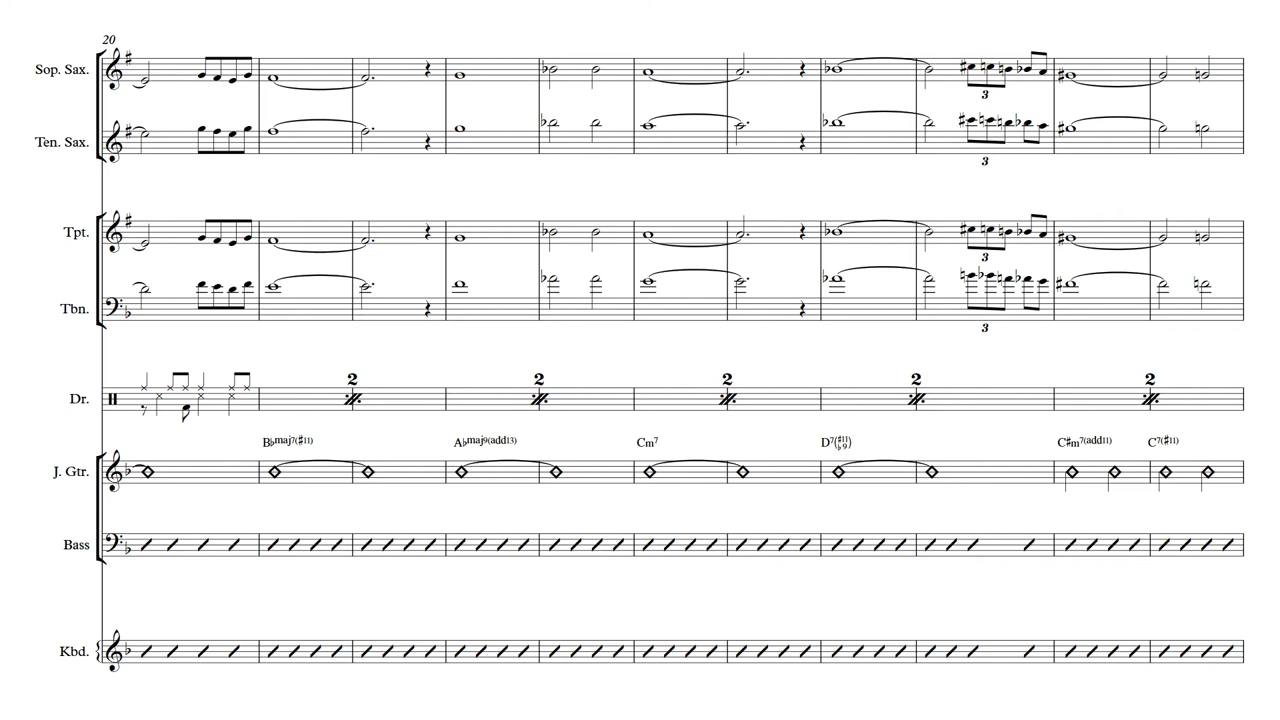 20
Sop. Sax.
3
Ten. Sax.
3
Tpt.
3
Tbn.
3
Dr.
2 2 2 2 2
B♭maj7(♯11) A♭maj9(add13) Cm7 D7(♯11 ♭9) C♯m7(add11) C7(♯11)
J. Gtr.
Bass
Kbd.